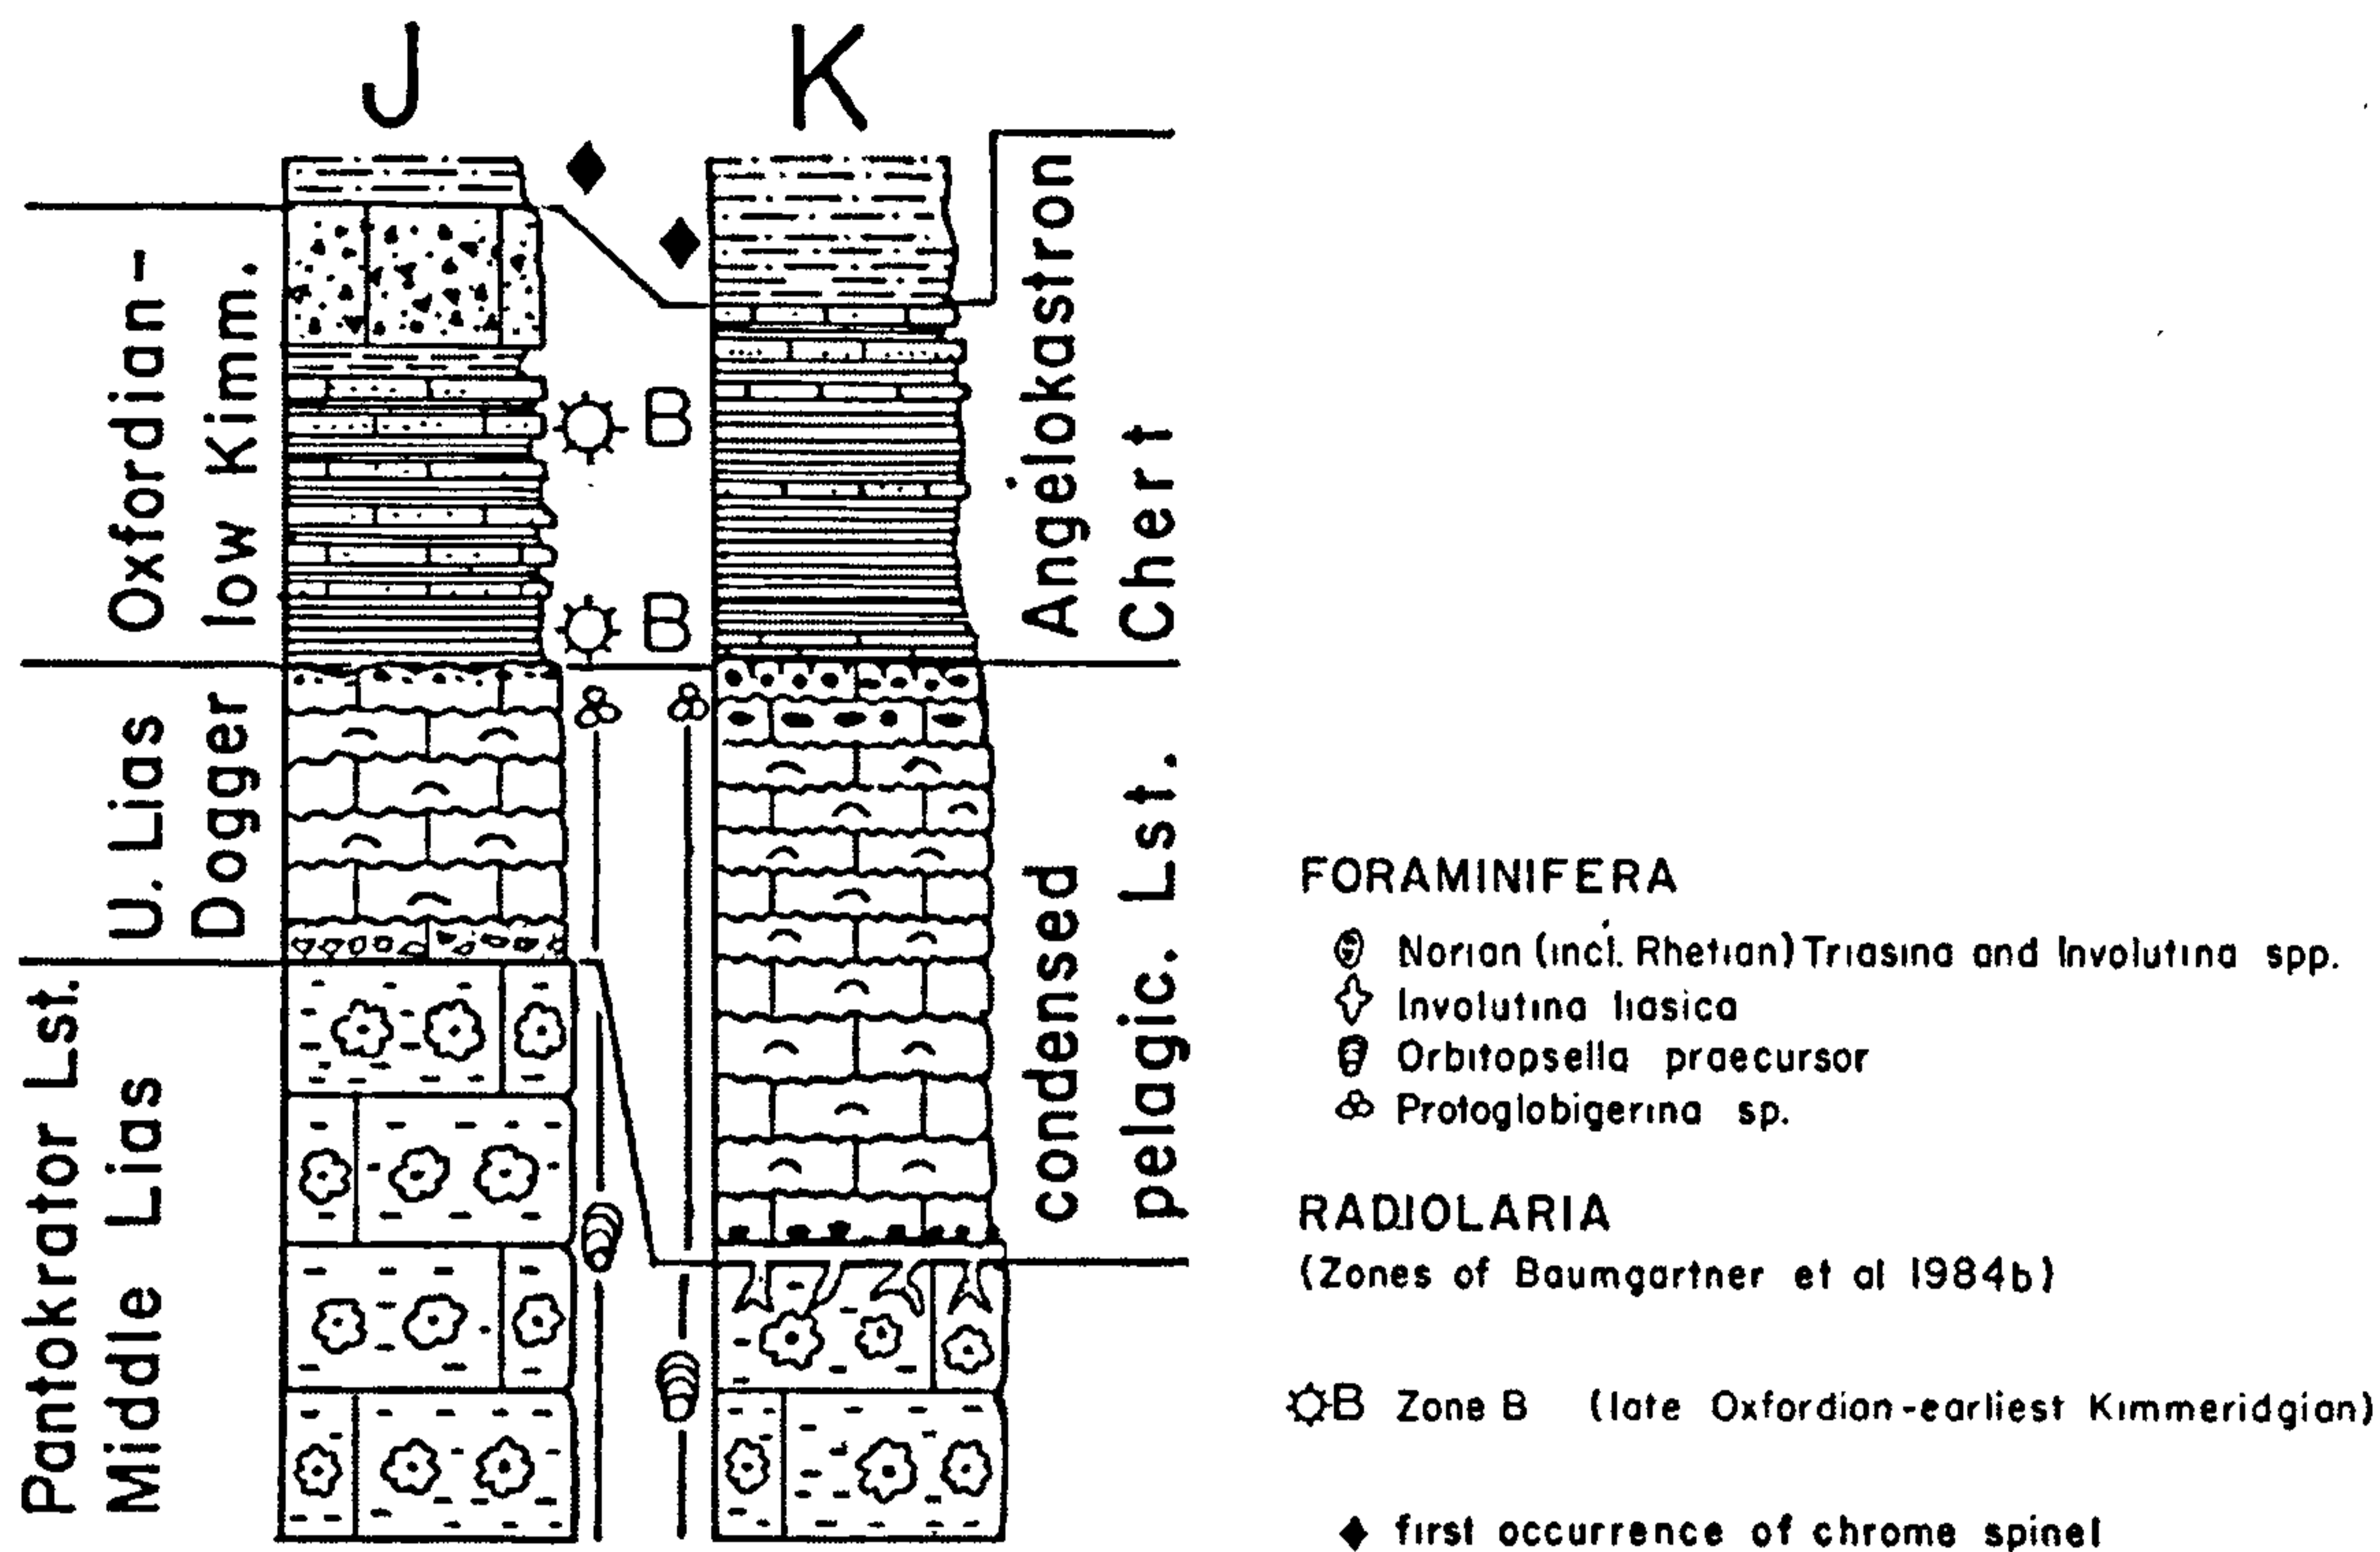 J
K
Oxfordian-
low Kimm.
U. Lias
Dogger
Pantokrator Lst.
Middle Lias
B
B
Angelokastron
Chert
condensed
pelagic. Lst.
FORAMINIFERA
Norian (incl. Rhetian) Triasina and Involutina spp.
Involutina liasica
Orbitopsella praecursor
Protoglobigerina sp.
RADIOLARIA
(Zones of Baumgartner et al 1984b)
B Zone B (late Oxfordian-earliest Kimmeridgian)
first occurrence of chrome spinel